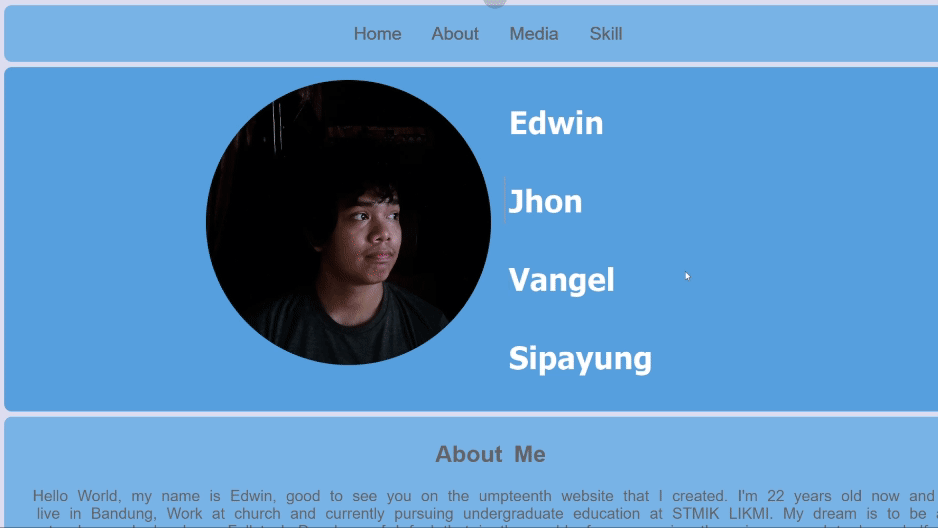 Home About Media Skill
Edwin
Jhon
Vangel
Sipayung
About Me
Hello World, my name is Edwin, good to see you on the umpteenth website that I created. I'm 22 years old now and
live in Bandung, Work at church and currently pursuing undergraduate education at STMIK LIKMI. My dream is to be